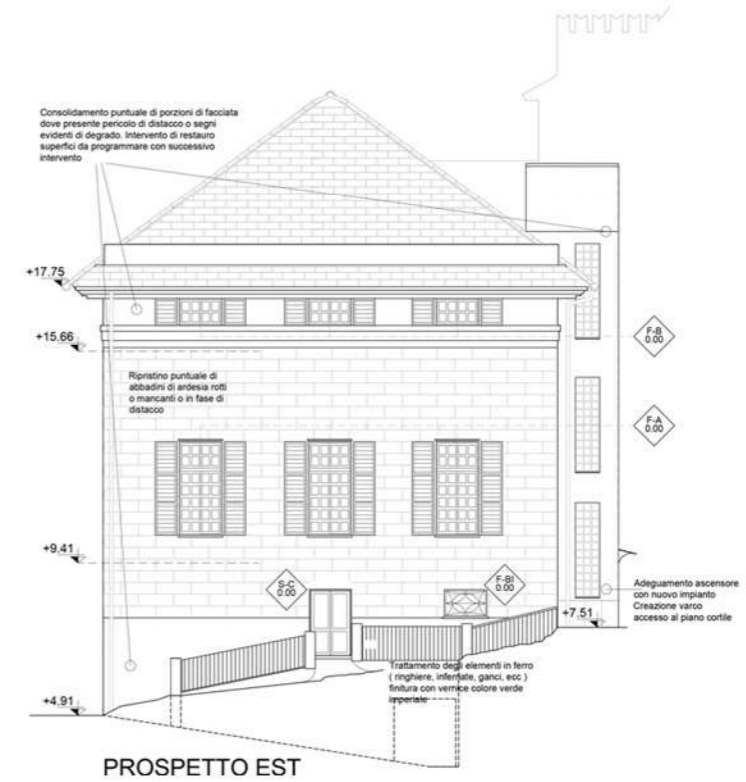 Consolidamento puntuale di porzioni di facciata
dove presente pericolo di distacco o segni
evidenti di degrado. Intervento di restauro
superfici da programmare con successivo
intervento
+17.75
+15.66
F-B
0.00
Ripristino puntuale di
abbadini di ardesia rotti
o mancanti o in fase di
distacco
F-A
0.00
+9.41
S-C
0.00
F-BI
0.00
Adeguamento ascensore
con nuovo impianto
Creazione varco
accesso al piano cortile
+7.51
Trattamento degli elementi in ferro
( ringhiere, inferriate, ganci, ecc )
finitura con vernice colore verde
imperiale
+4.91
PROSPETTO EST